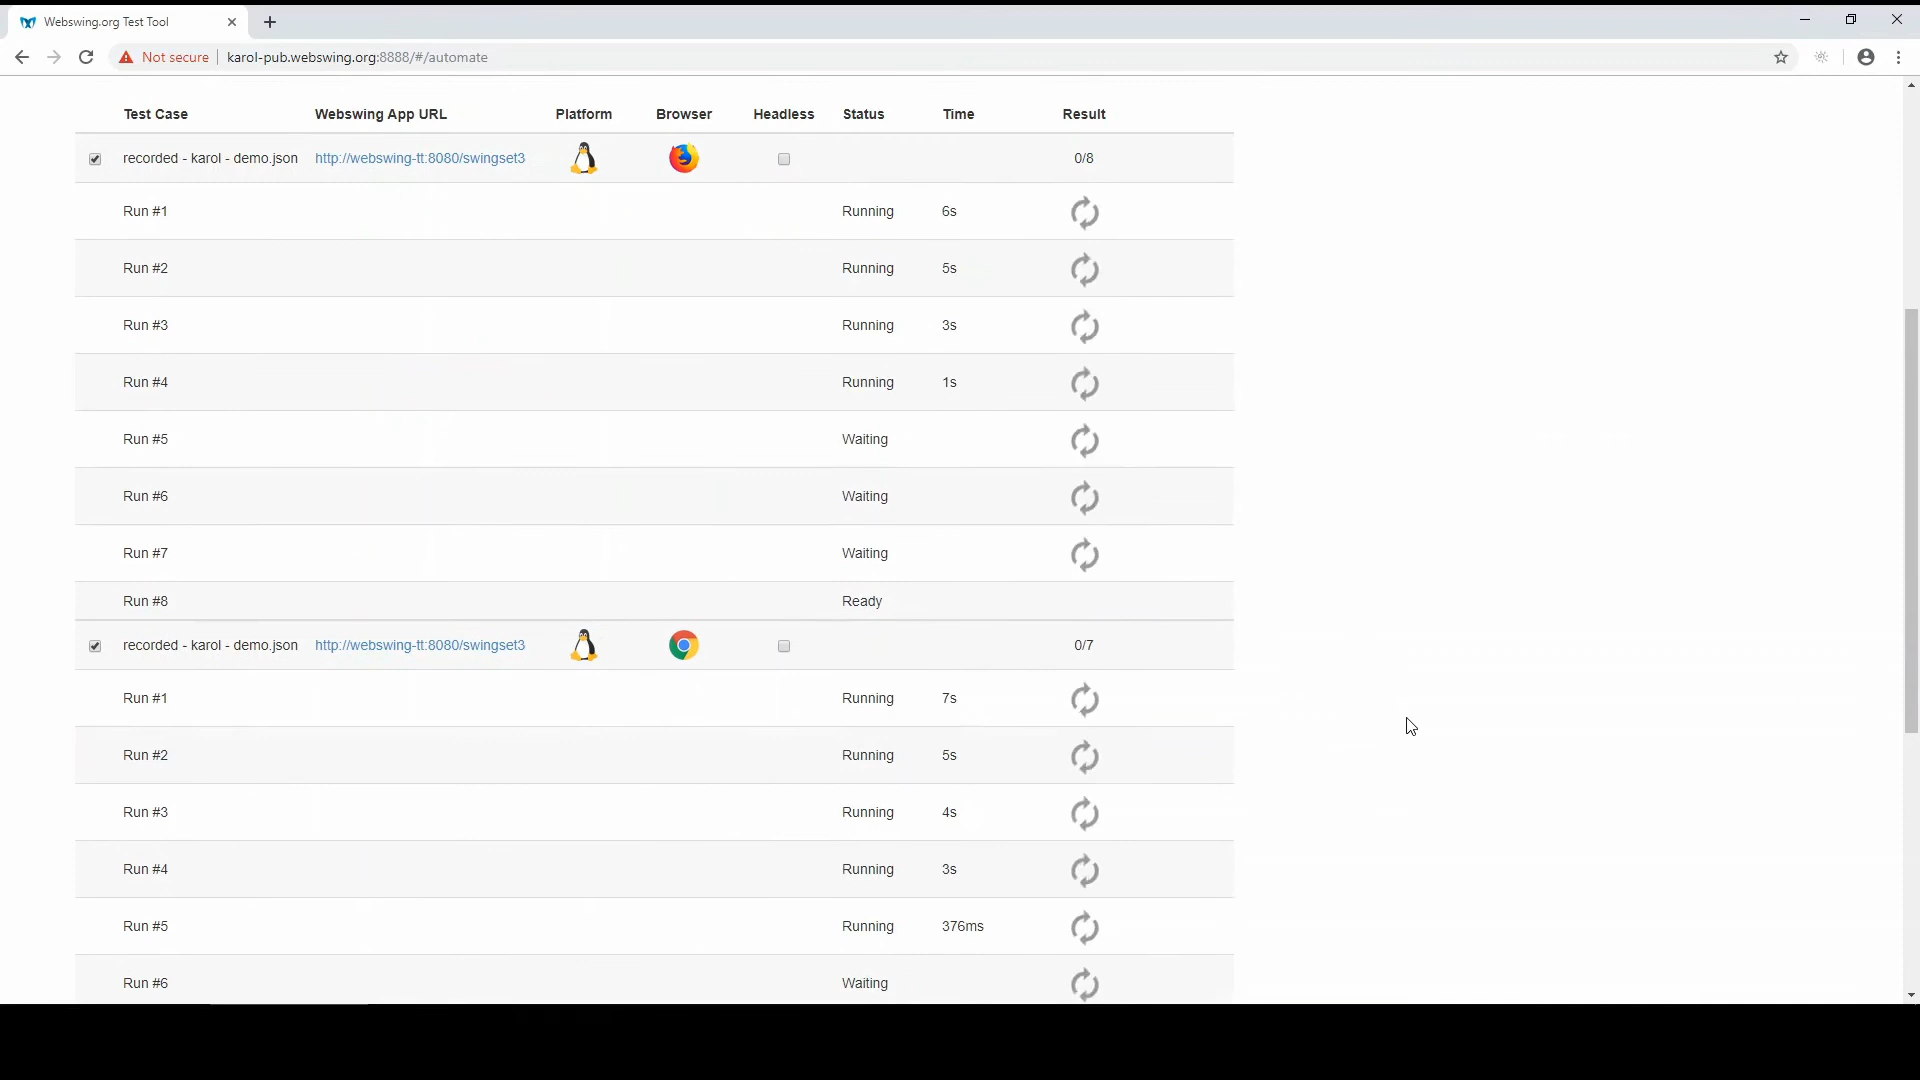 Webswing.org Test Tool
Not secure karol-pub.webswing.org:8888/#/automate
Test Case Webswing App URL Platform Browser Headless Status Time Result
recorded - karol - demo.json http://webswing-tt:8080/swingset3 0/8
Run #1 Running 6s
Run #2 Running 5s
Run #3 Running 3s
Run #4 Running 1s
Run #5 Waiting
Run #6 Waiting
Run #7 Waiting
Run #8 Ready
recorded - karol - demo.json http://webswing-tt:8080/swingset3 0/7
Run #1 Running 7s
Run #2 Running 5s
Run #3 Running 4s
Run #4 Running 3s
Run #5 Running 376ms
Run #6 Waiting